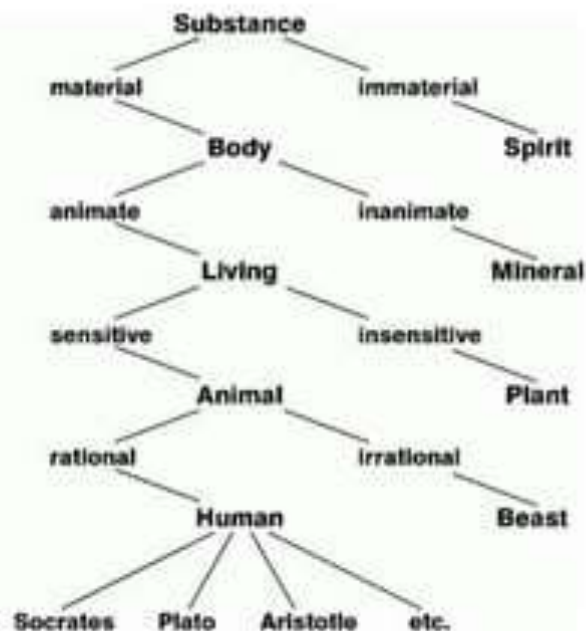 Substance
material immaterial
Body Spirit
animate inanimate
Living Mineral
sensitive insensitive
Animal Plant
rational irrational
Human Beast
Socrates Plato Aristotle etc.